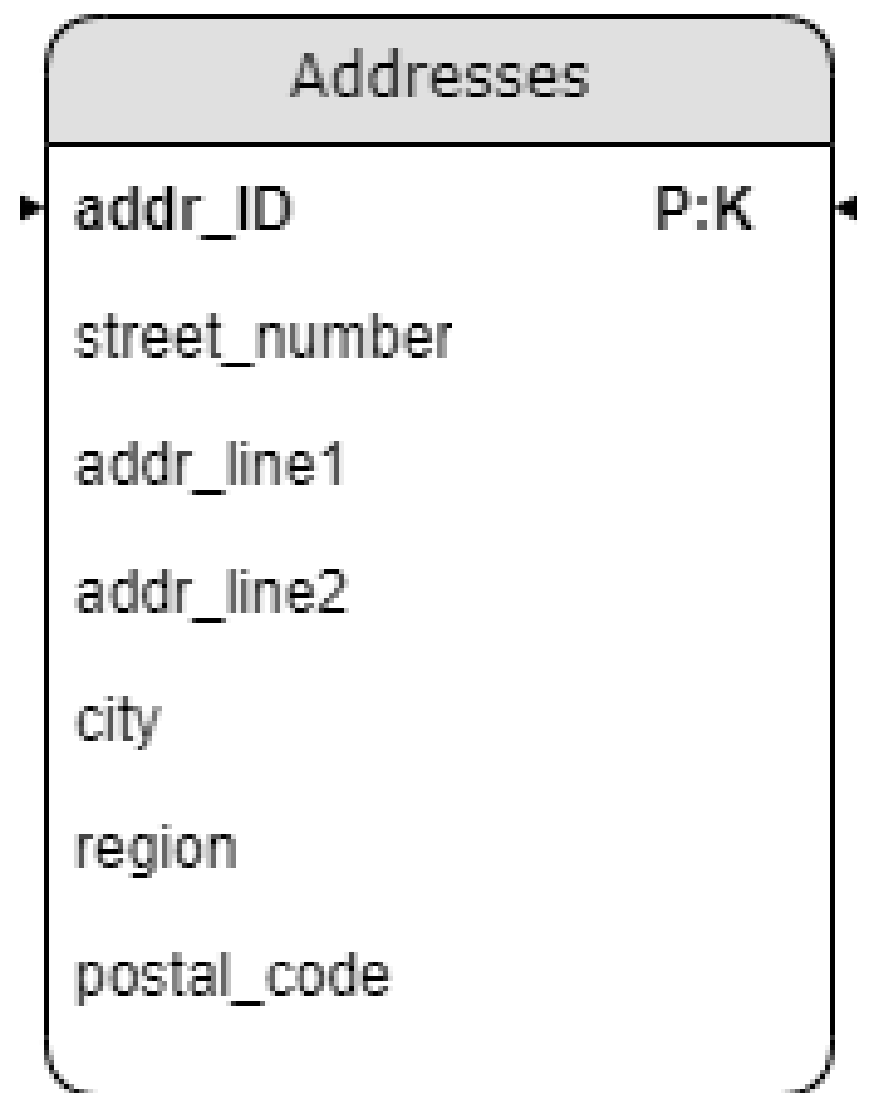 Addresses
addr_ID P:K
street_number
addr_line1
addr_line2
city
region
postal_code